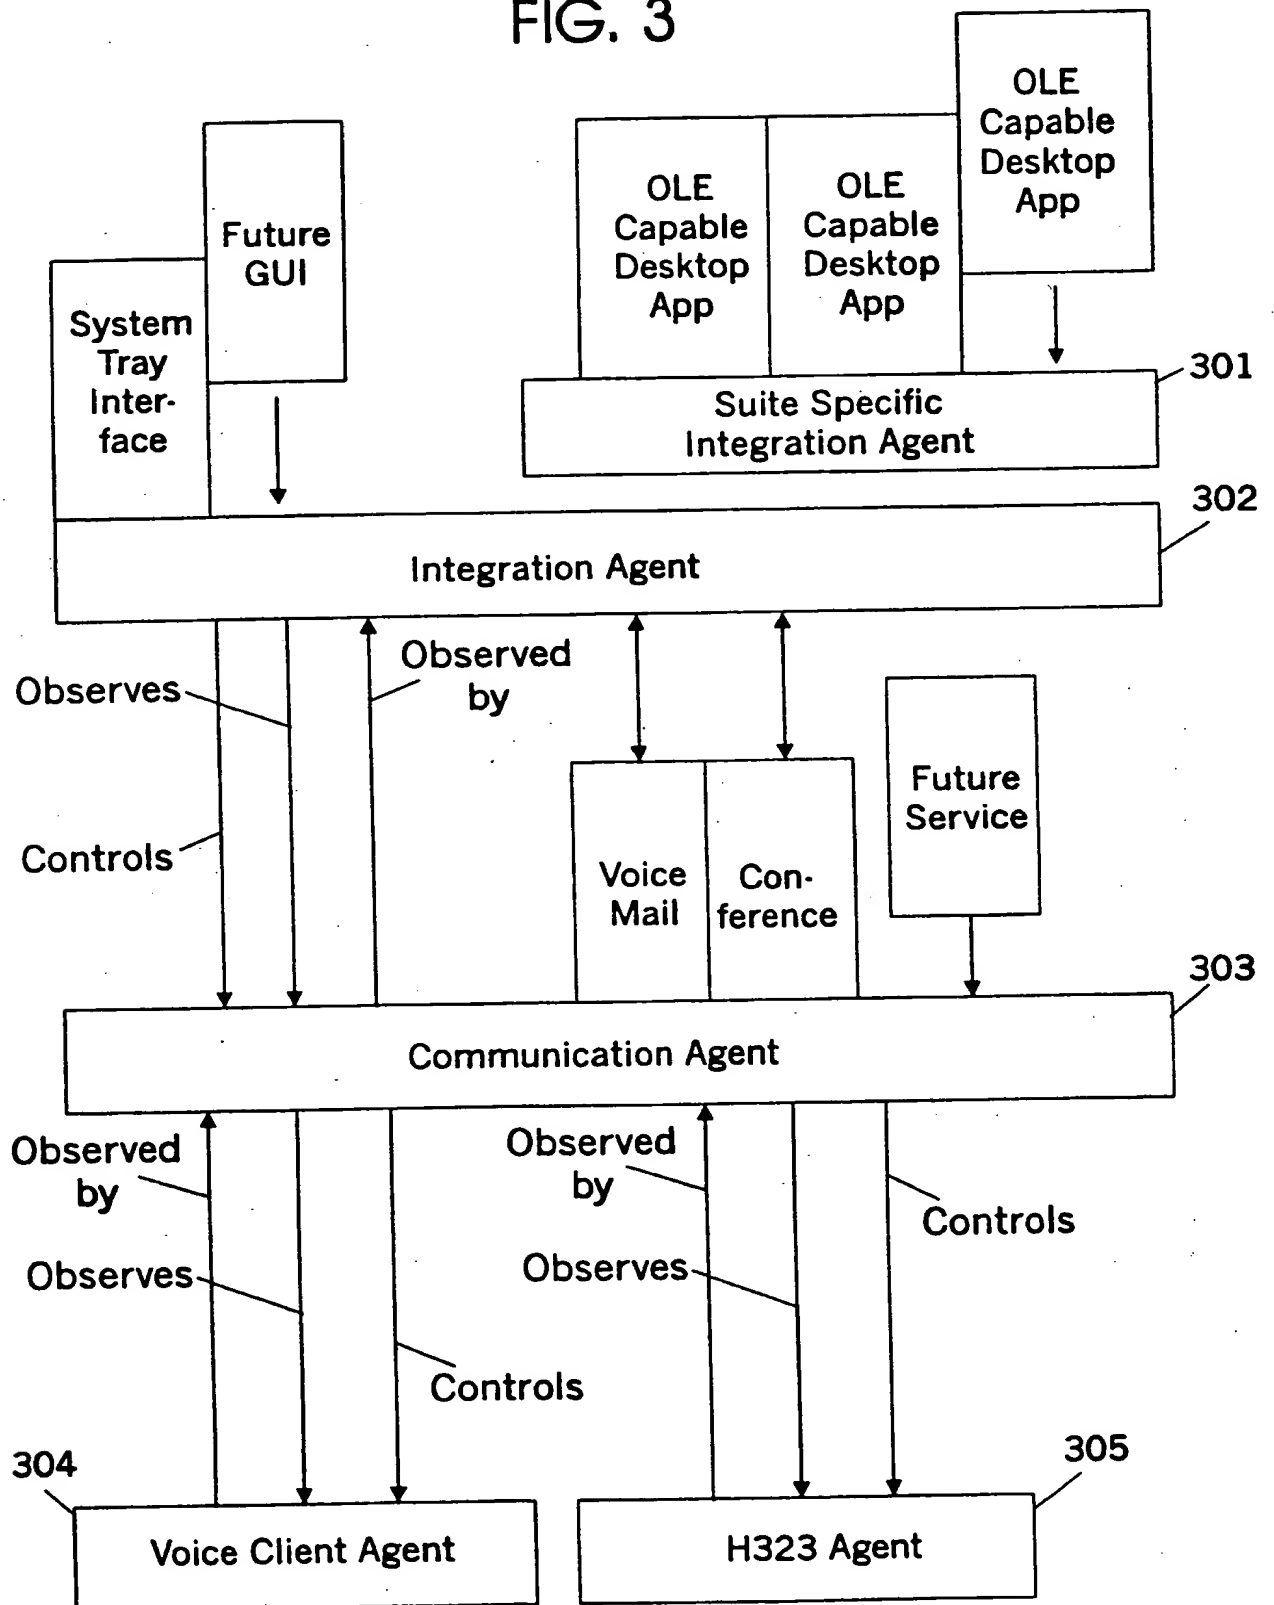 FIG. 3
OLE
Capable
Desktop
App
OLE
Capable
Desktop
App
OLE
Capable
Desktop
App
Future
GUI
System
Tray
Inter-
face
301
Suite Specific
Integration Agent
302
Integration Agent
Observed
by
Observes
Controls
Future
Service
Voice
Mail
Con-
ference
303
Communication Agent
Observed
by
Observes
Controls
Observed
by
Observes
Controls
304
Voice Client Agent
305
H323 Agent